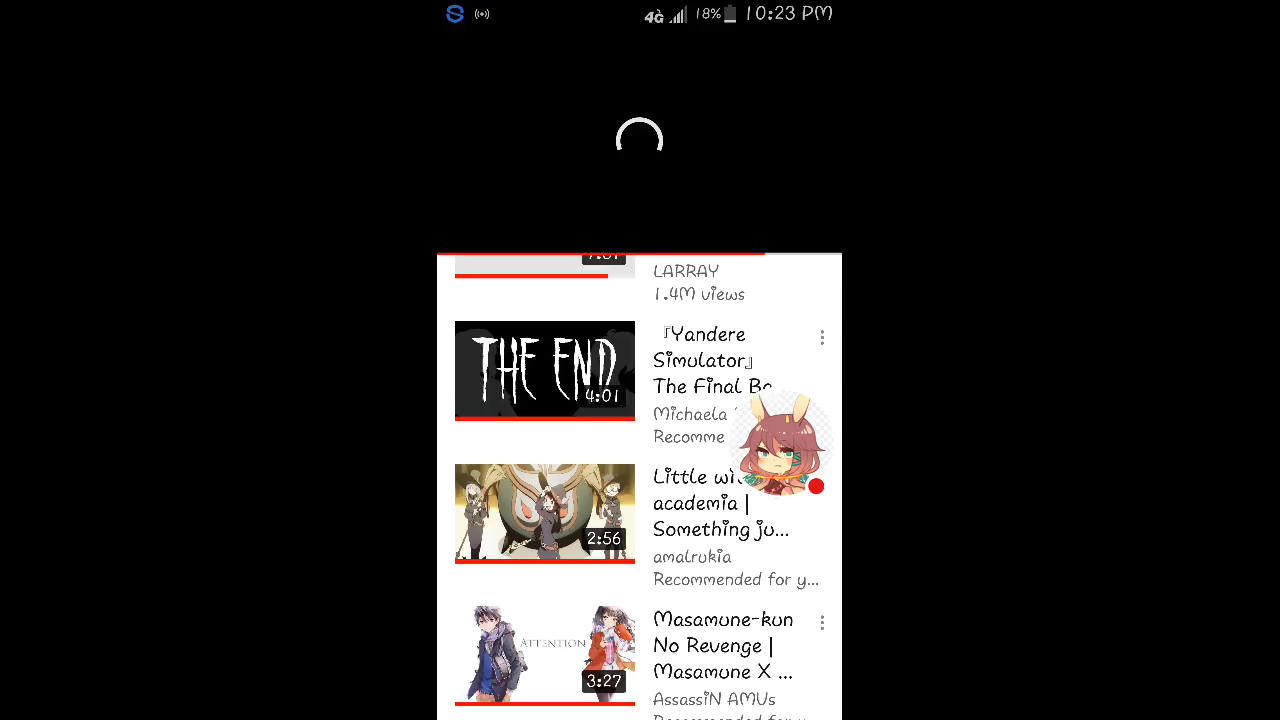 4G 18% 10:23 PM
LARRAY
1.4M views
THE END
4:01
『Yandere
Simulator』
The Final Bo
Michaela
Recomme
2:56
Little
academia |
Something ju...
amalrukia
Recommended for y...
ATTENTION
3:27
Masamune-kun
No Revenge |
Masamune X ...
AssassiN AMUs